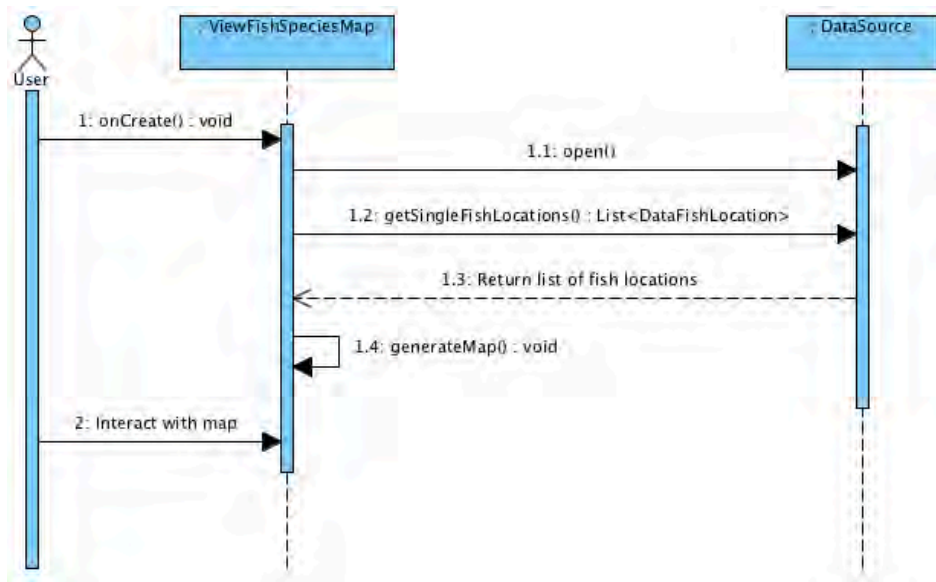 : ViewFishSpeciesMap
: DataSource
User
1: onCreate() : void
1.1: open()
1.2: getSingleFishLocations() : List<DataFishLocation>
1.3: Return list of fish locations
1.4: generateMap() : void
2: Interact with map